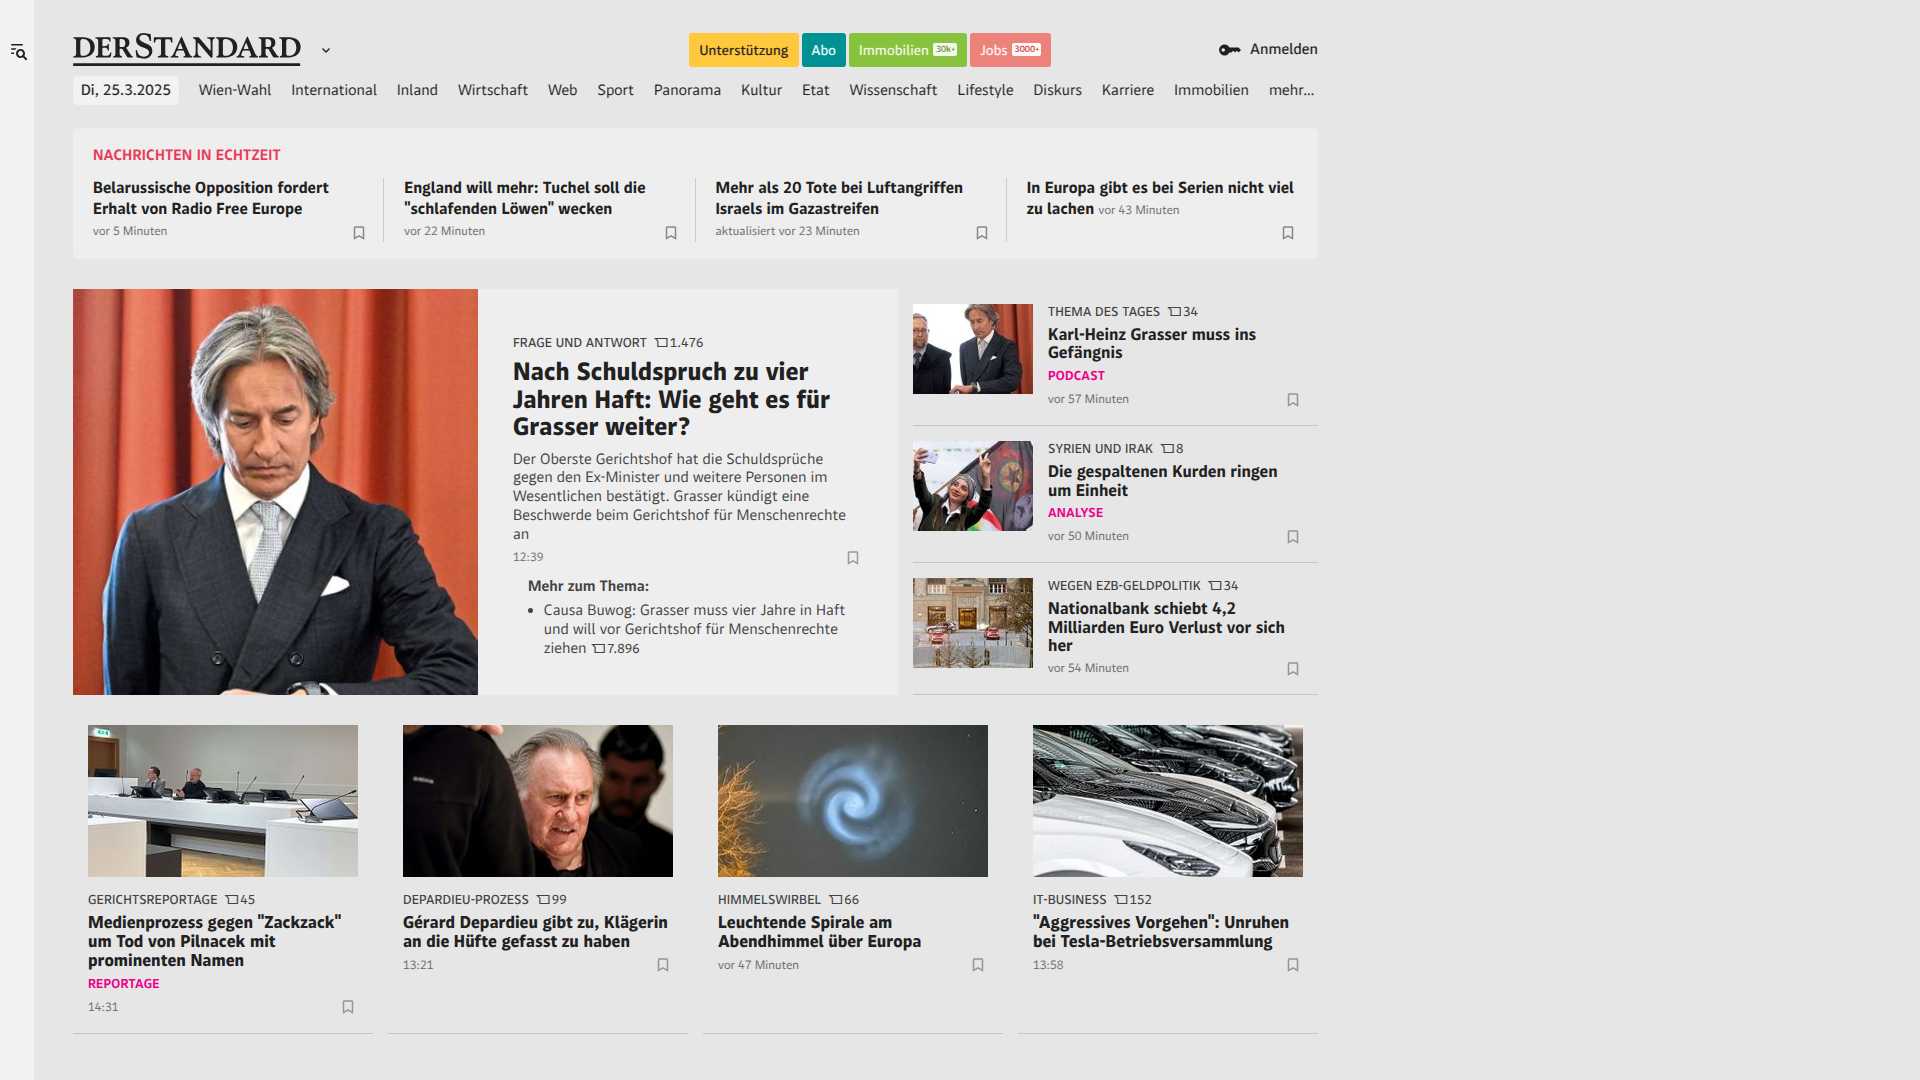 DERSTANDARD
Unterstützung
Abo
Immobilien 30k+
Jobs 3000+
Anmelden
Di, 25.3.2025
Wien-Wahl
International
Inland
Wirtschaft
Web
Sport
Panorama
Kultur
Etat
Wissenschaft
Lifestyle
Diskurs
Karriere
Immobilien
mehr...
NACHRICHTEN IN ECHTZEIT
Belarussische Opposition fordert
Erhalt von Radio Free Europe
vor 5 Minuten
England will mehr: Tuchel soll die
"schlafenden Löwen" wecken
vor 22 Minuten
Mehr als 20 Tote bei Luftangriffen
Israels im Gazastreifen
aktualisiert vor 23 Minuten
In Europa gibt es bei Serien nicht viel
zu lachen vor 43 Minuten
FRAGE UND ANTWORT 1.476
Nach Schuldspruch zu vier
Jahren Haft: Wie geht es für
Grasser weiter?
Der Oberste Gerichtshof hat die Schuldsprüche
gegen den Ex-Minister und weitere Personen im
Wesentlichen bestätigt. Grasser kündigt eine
Beschwerde beim Gerichtshof für Menschenrechte
an
12:39
Mehr zum Thema:
Causa Buwog: Grasser muss vier Jahre in Haft
und will vor Gerichtshof für Menschenrechte
ziehen 7.896
THEMA DES TAGES 34
Karl-Heinz Grasser muss ins
Gefängnis
PODCAST
vor 57 Minuten
SYRIEN UND IRAK 8
Die gespaltenen Kurden ringen
um Einheit
ANALYSE
vor 50 Minuten
WEGEN EZB-GELDPOLITIK 34
Nationalbank schiebt 4,2
Milliarden Euro Verlust vor sich
her
vor 54 Minuten
GERICHTSREPORTAGE 45
Medienprozess gegen "Zackzack"
um Tod von Pilnacek mit
prominenten Namen
REPORTAGE
14:31
DEPARDIEU-PROZESS 99
Gérard Depardieu gibt zu, Klägerin
an die Hüfte gefasst zu haben
13:21
HIMMELSWIRBEL 66
Leuchtende Spirale am
Abendhimmel über Europa
vor 47 Minuten
IT-BUSINESS 152
"Aggressives Vorgehen": Unruhen
bei Tesla-Betriebsversammlung
13:58